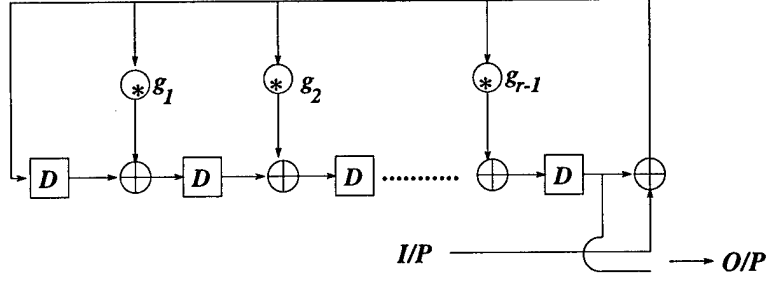 * g1 * g2 * gr-1
D D D ........... D
I/P
O/P